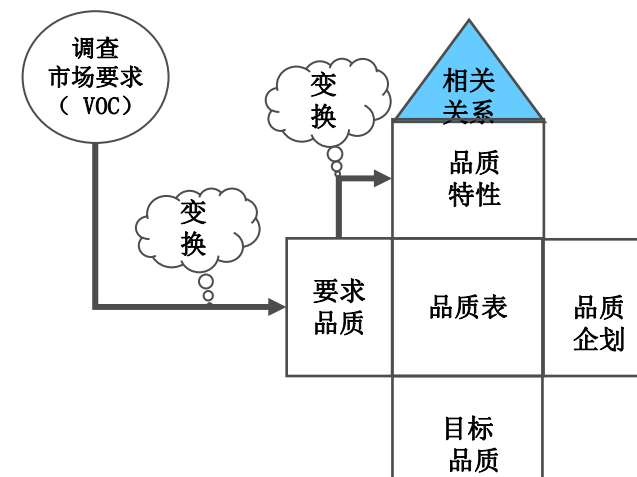 调查
市场要求
（ VOC）
变
换
相关
关系
品质
特性
变
换
要求
品质
品质表
品质
企划
目标
品质